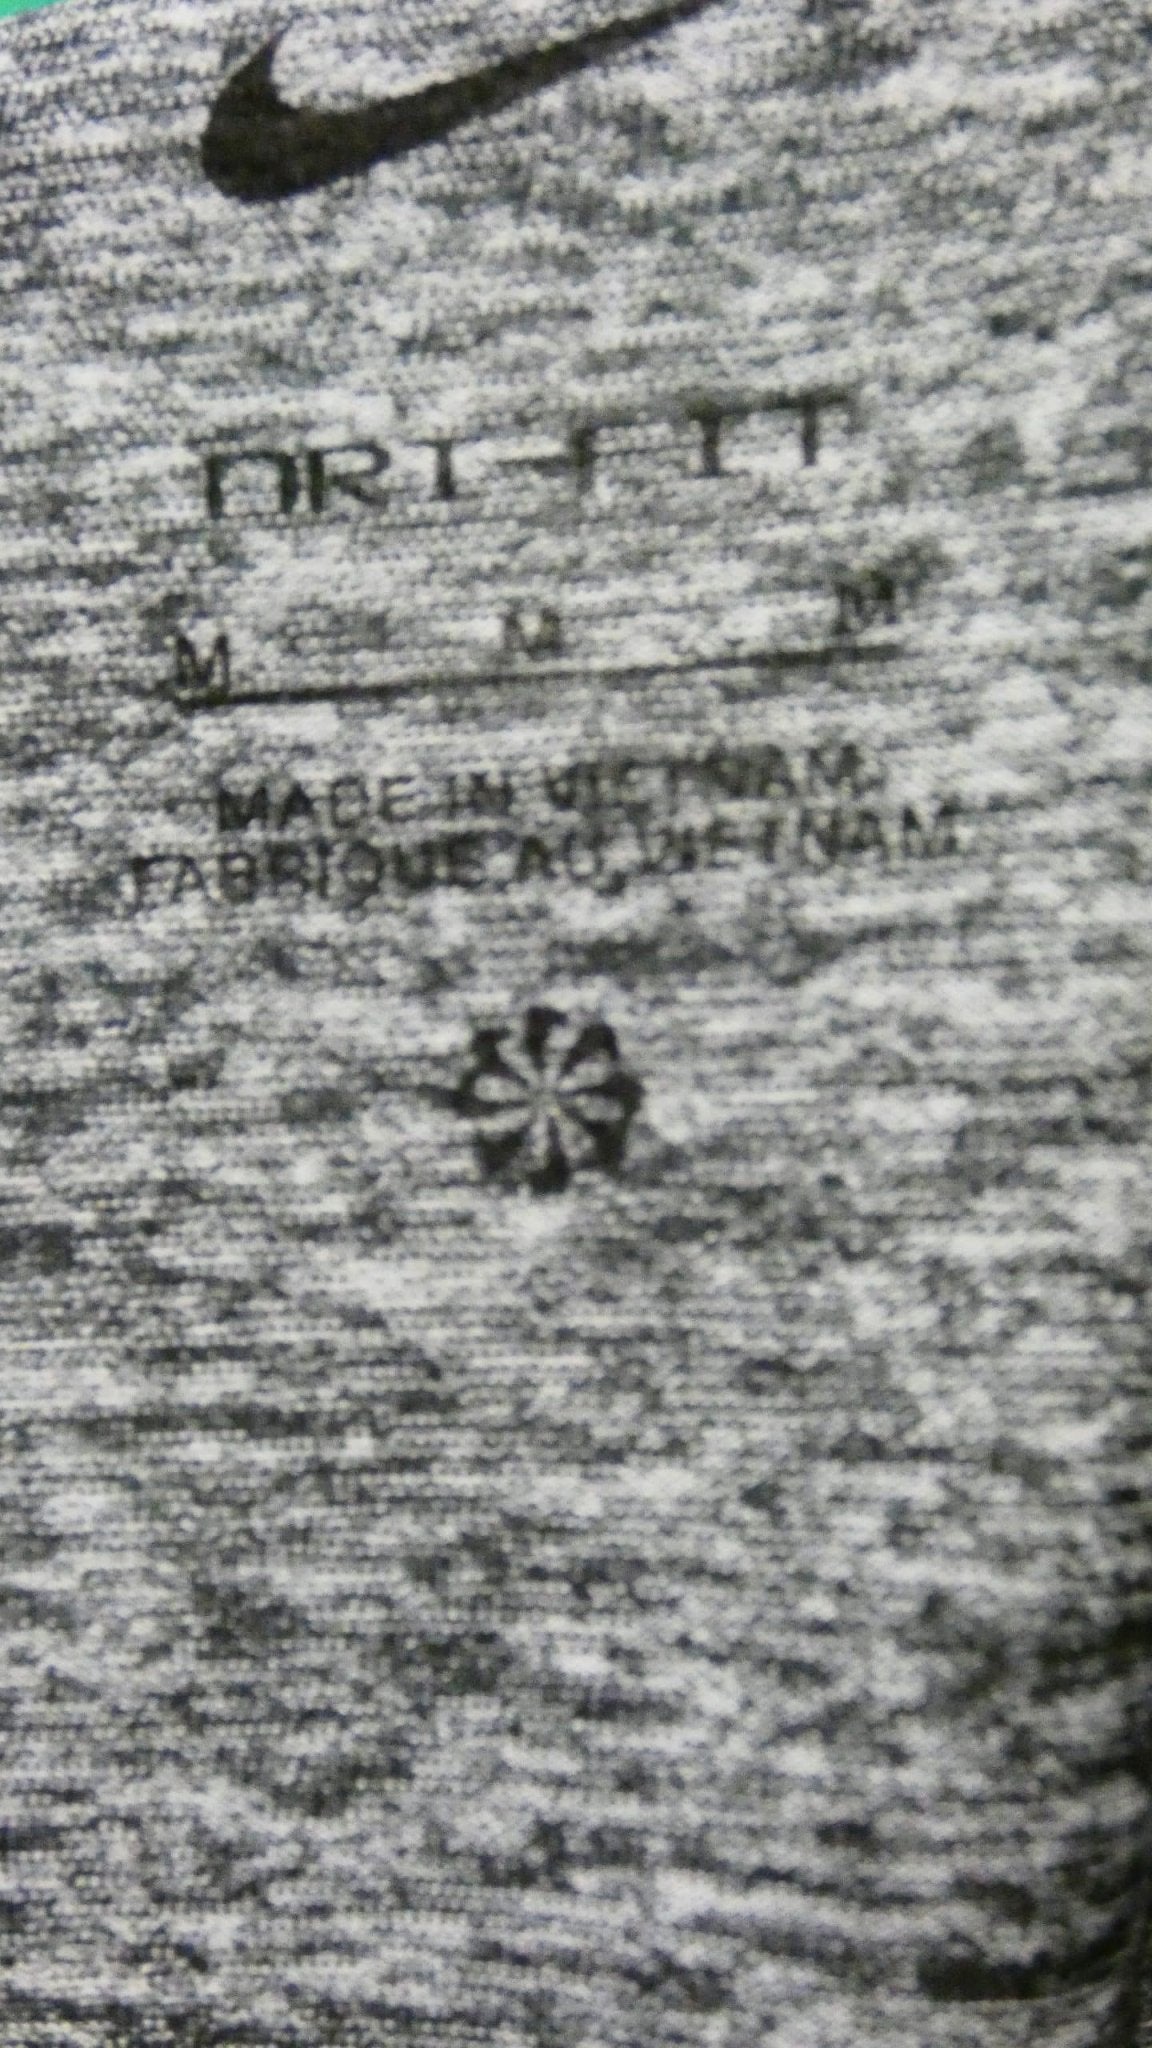 DRI-FIT
M M M
MADE IN VIETNAM
FABRIQUE AU VIETNAM